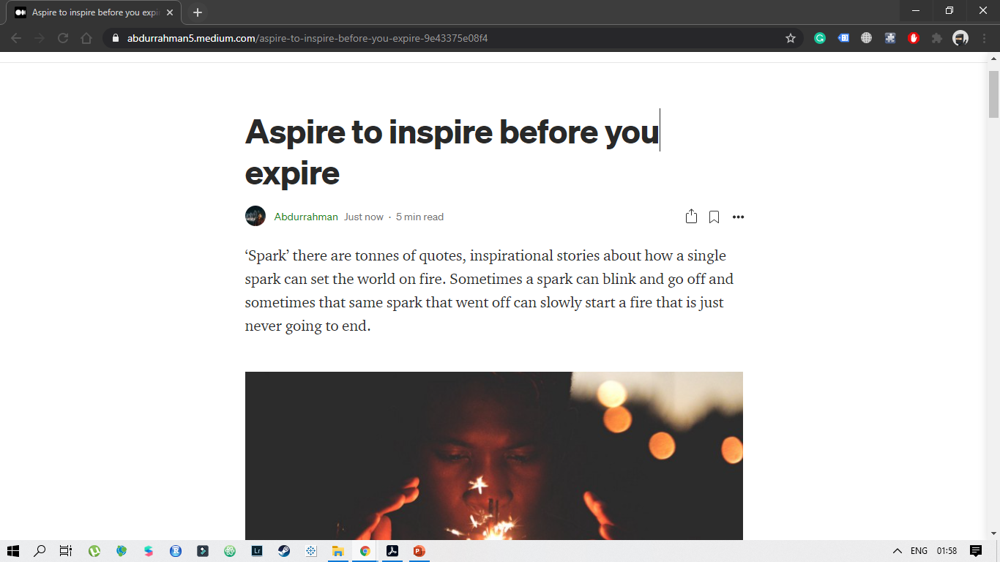 Aspire to inspire before you expi
abdurrahman5.medium.com/aspire-to-inspire-before-you-expire-9e43375e08f4
Aspire to inspire before you
expire
Abdurrahman Just now · 5 min read
‘Spark’ there are tonnes of quotes, inspirational stories about how a single
spark can set the world on fire. Sometimes a spark can blink and go off and
sometimes that same spark that went off can slowly start a fire that is just
never going to end.
Lr
ENG 01:58